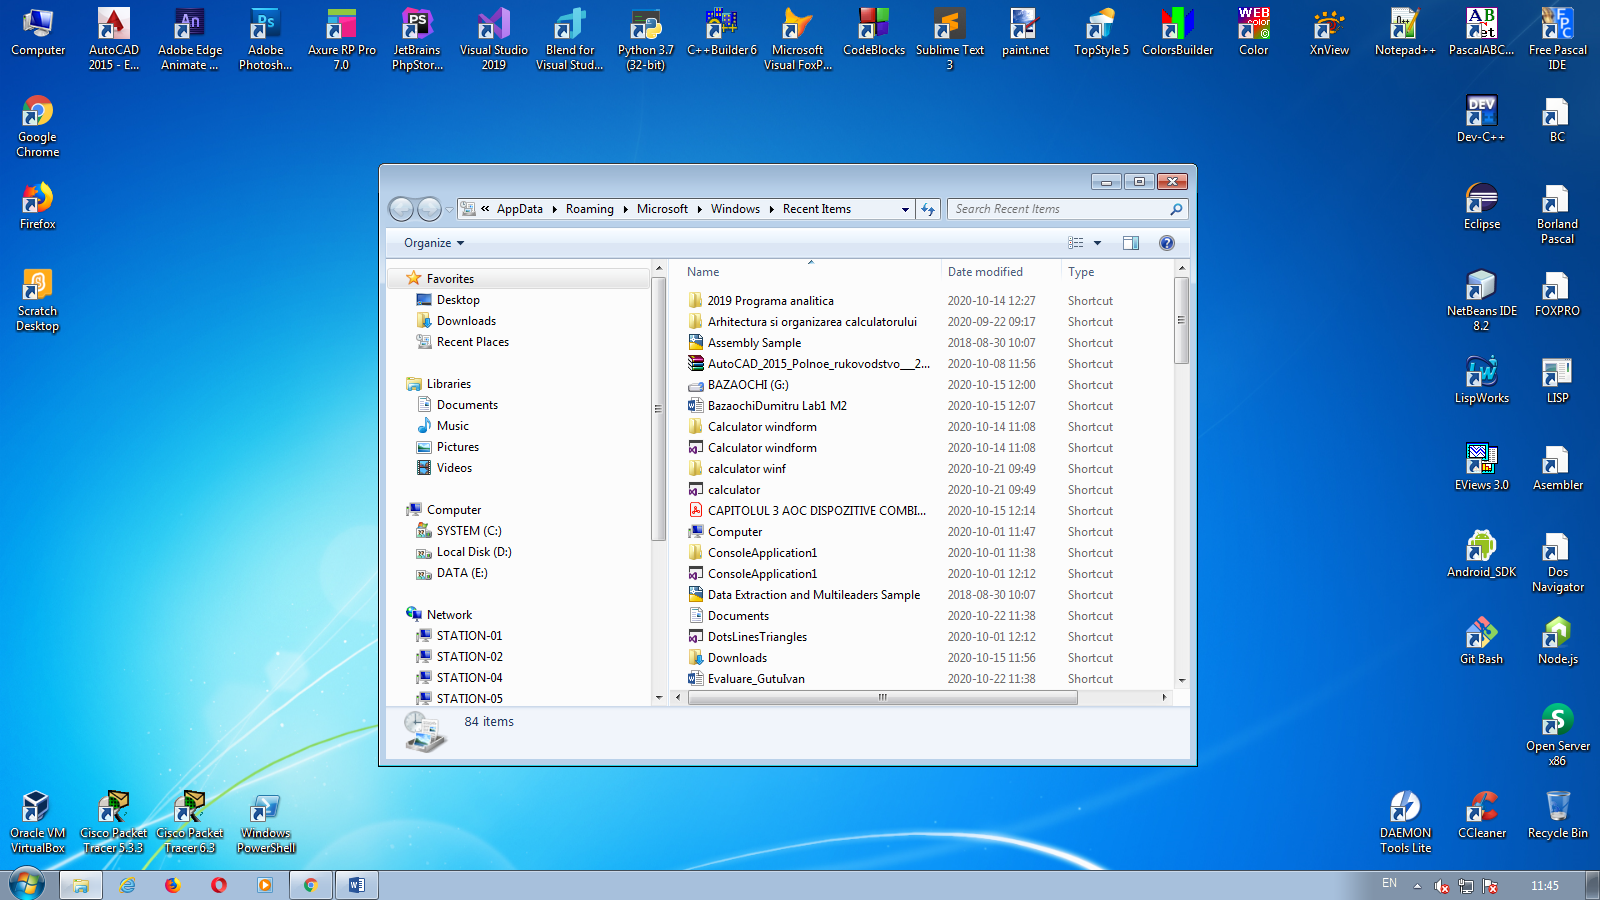 Computer
AutoCAD
2015 - E...
Adobe Edge
Animate ...
Adobe
Photosh...
Axure RP Pro
7.0
JetBrains
PhpStor...
Visual Studio
2019
Blend for
Visual Stud...
Python 3.7
(32-bit)
C++Builder 6
Microsoft
Visual FoxP...
CodeBlocks
Sublime Text
3
paint.net
TopStyle 5
ColorsBuilder
Color
XnView
Notepad++
PascalABC...
Free Pascal
IDE
Google
Chrome
Firefox
Scratch
Desktop
Dev-C++
BC
Eclipse
Borland
Pascal
NetBeans IDE
8.2
FOXPRO
LispWorks
LISP
EViews 3.0
Asembler
Android_SDK
Dos
Navigator
Git Bash
Node.js
Open Server
x86
« AppData Roaming Microsoft Windows Recent Items
Search Recent Items
Organize
Favorites
Desktop
Downloads
Recent Places
Libraries
Documents
Music
Pictures
Videos
Computer
SYSTEM (C:)
Local Disk (D:)
DATA (E:)
Network
STATION-01
STATION-02
STATION-04
STATION-05
Name Date modified Type
2019 Programa analitica 2020-10-14 12:27 Shortcut
Arhitectura si organizarea calculatorului 2020-09-22 09:17 Shortcut
Assembly Sample 2018-08-30 10:07 Shortcut
AutoCAD_2015_Polnoe_rukovodstvo___2... 2020-10-08 11:56 Shortcut
BAZAOCHI (G:) 2020-10-15 12:00 Shortcut
BazaochiDumitru Lab1 M2 2020-10-15 12:07 Shortcut
Calculator windform 2020-10-14 11:08 Shortcut
Calculator windform 2020-10-14 11:08 Shortcut
calculator winf 2020-10-21 09:49 Shortcut
calculator 2020-10-21 09:49 Shortcut
CAPITOLUL 3 AOC DISPOZITIVE COMBI... 2020-10-15 12:14 Shortcut
Computer 2020-10-01 11:47 Shortcut
ConsoleApplication1 2020-10-01 11:38 Shortcut
ConsoleApplication1 2020-10-01 12:12 Shortcut
Data Extraction and Multileaders Sample 2018-08-30 10:07 Shortcut
Documents 2020-10-22 11:38 Shortcut
DotsLinesTriangles 2020-10-01 12:12 Shortcut
Downloads 2020-10-15 11:56 Shortcut
Evaluare_GutuIvan 2020-10-22 11:38 Shortcut
84 items
Oracle VM
VirtualBox
Cisco Packet
Tracer 5.3.3
Cisco Packet
Tracer 6.3
Windows
PowerShell
DAEMON
Tools Lite
CCleaner
Recycle Bin
EN
11:45